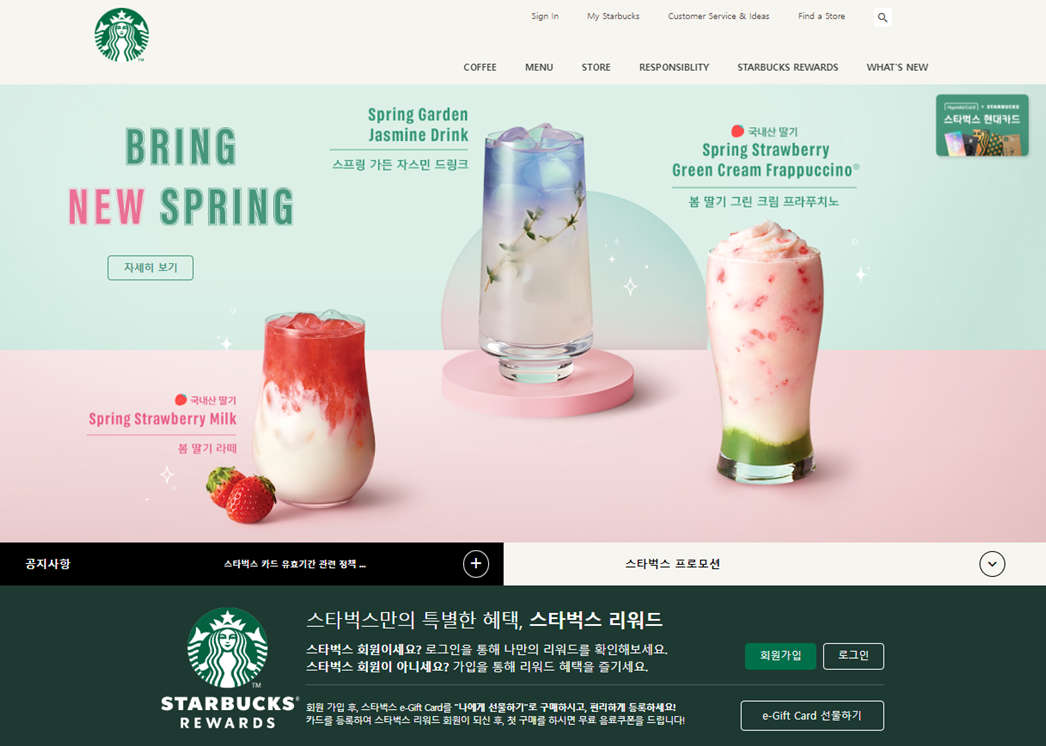 Sign In
My Starbucks
Customer Service & Ideas
Find a Store
COFFEE
MENU
STORE
RESPONSIBLITY
STARBUCKS REWARDS
WHAT'S NEW
BRING
NEW SPRING
자세히 보기
Spring Garden
Jasmine Drink
스프링 가든 자스민 드링크
국내산 딸기
Spring Strawberry
Green Cream Frappuccino®
봄 딸기 그린 크림 프라푸치노
HyundaiCard + STARBUCKS
스타벅스 현대카드
국내산 딸기
Spring Strawberry Milk
봄 딸기 라떼
공지사항
스타벅스 카드 유효기간 관련 정책 ...
스타벅스 프로모션
TM
STARBUCKS®
REWARDS
스타벅스만의 특별한 혜택, 스타벅스 리워드
스타벅스 회원이세요? 로그인을 통해 나만의 리워드를 확인해보세요.
스타벅스 회원이 아니세요? 가입을 통해 리워드 혜택을 즐기세요.
회원가입
로그인
회원 가입 후, 스타벅스 e-Gift Card를 "나에게 선물하기"로 구매하시고, 편리하게 등록하세요!
카드를 등록하여 스타벅스 리워드 회원이 되신 후, 첫 구매를 하시면 무료 음료쿠폰을 드립니다!
e-Gift Card 선물하기